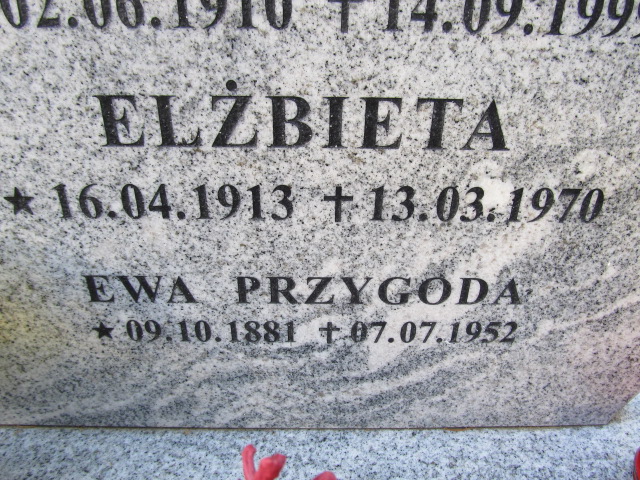 02.06.1910 ✝ 14.09.199
ELŻBIETA
★ 16.04.1913 ✝ 13.03.1970
EWA PRZYGODA
★ 09.10.1881 ✝ 07.07.1952